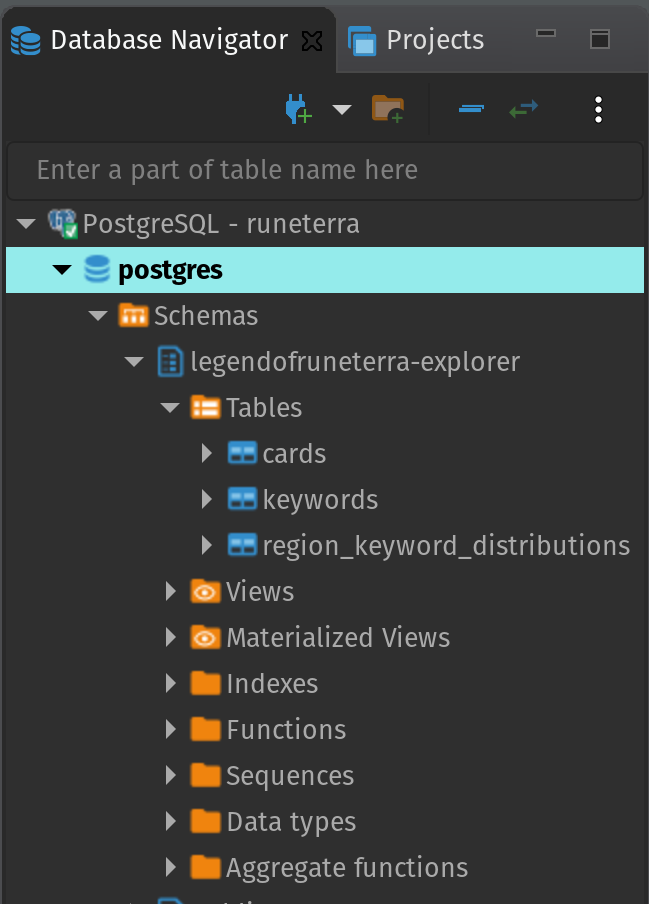 Database Navigator
Projects
Enter a part of table name here
PostgreSQL - runeterra
postgres
Schemas
legendofruneterra-explorer
Tables
cards
keywords
region_keyword_distributions
Views
Materialized Views
Indexes
Functions
Sequences
Data types
Aggregate functions